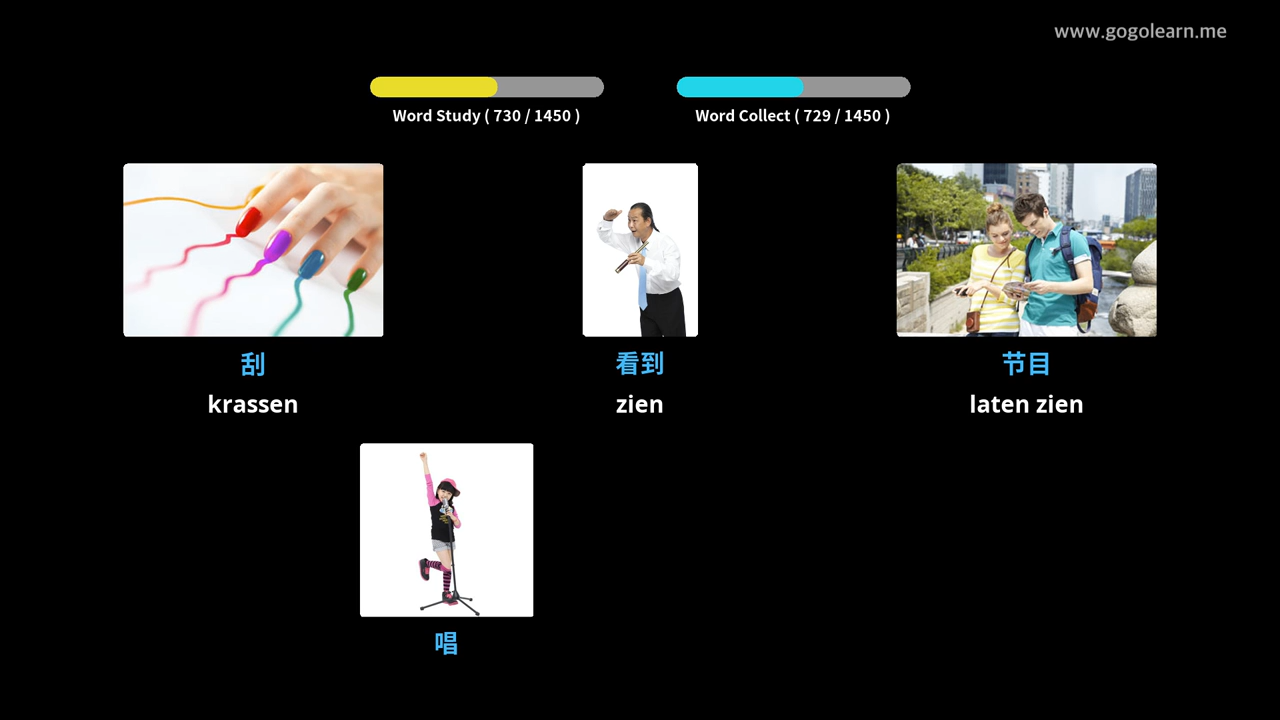 www.gogolearn.me
Word Study ( 730 / 1450 )
Word Collect ( 729 / 1450 )
刮
krassen
看到
zien
节目
laten zien
唱